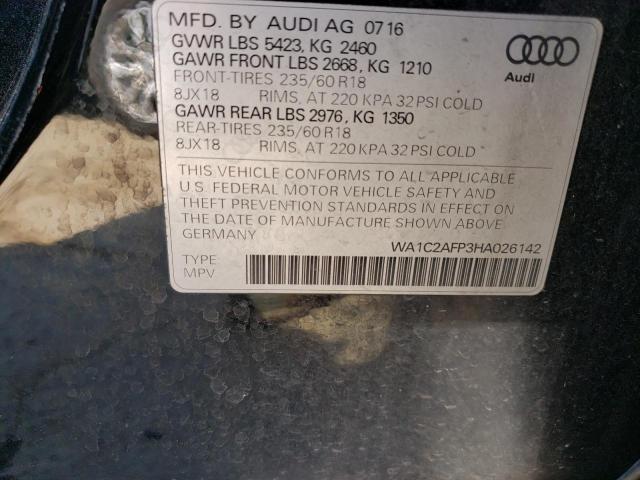 MFD. BY AUDI AG 07 16
GVWR LBS 5423, KG 2460
GAWR FRONT LBS 2668, KG 1210
FRONT-TIRES 235/60 R18
8JX18 RIMS, AT 220 KPA 32 PSI COLD
GAWR REAR LBS 2976, KG 1350
REAR-TIRES 235/60 R18
8JX18 RIMS, AT 220 KPA 32 PSI COLD
Audi
THIS VEHICLE CONFORMS TO ALL APPLICABLE
U.S. FEDERAL MOTOR VEHICLE SAFETY AND
THEFT PREVENTION STANDARDS IN EFFECT ON
THE DATE OF MANUFACTURE SHOWN ABOVE
GERMANY
WA1C2AFP3HA026142
TYPE
MPV